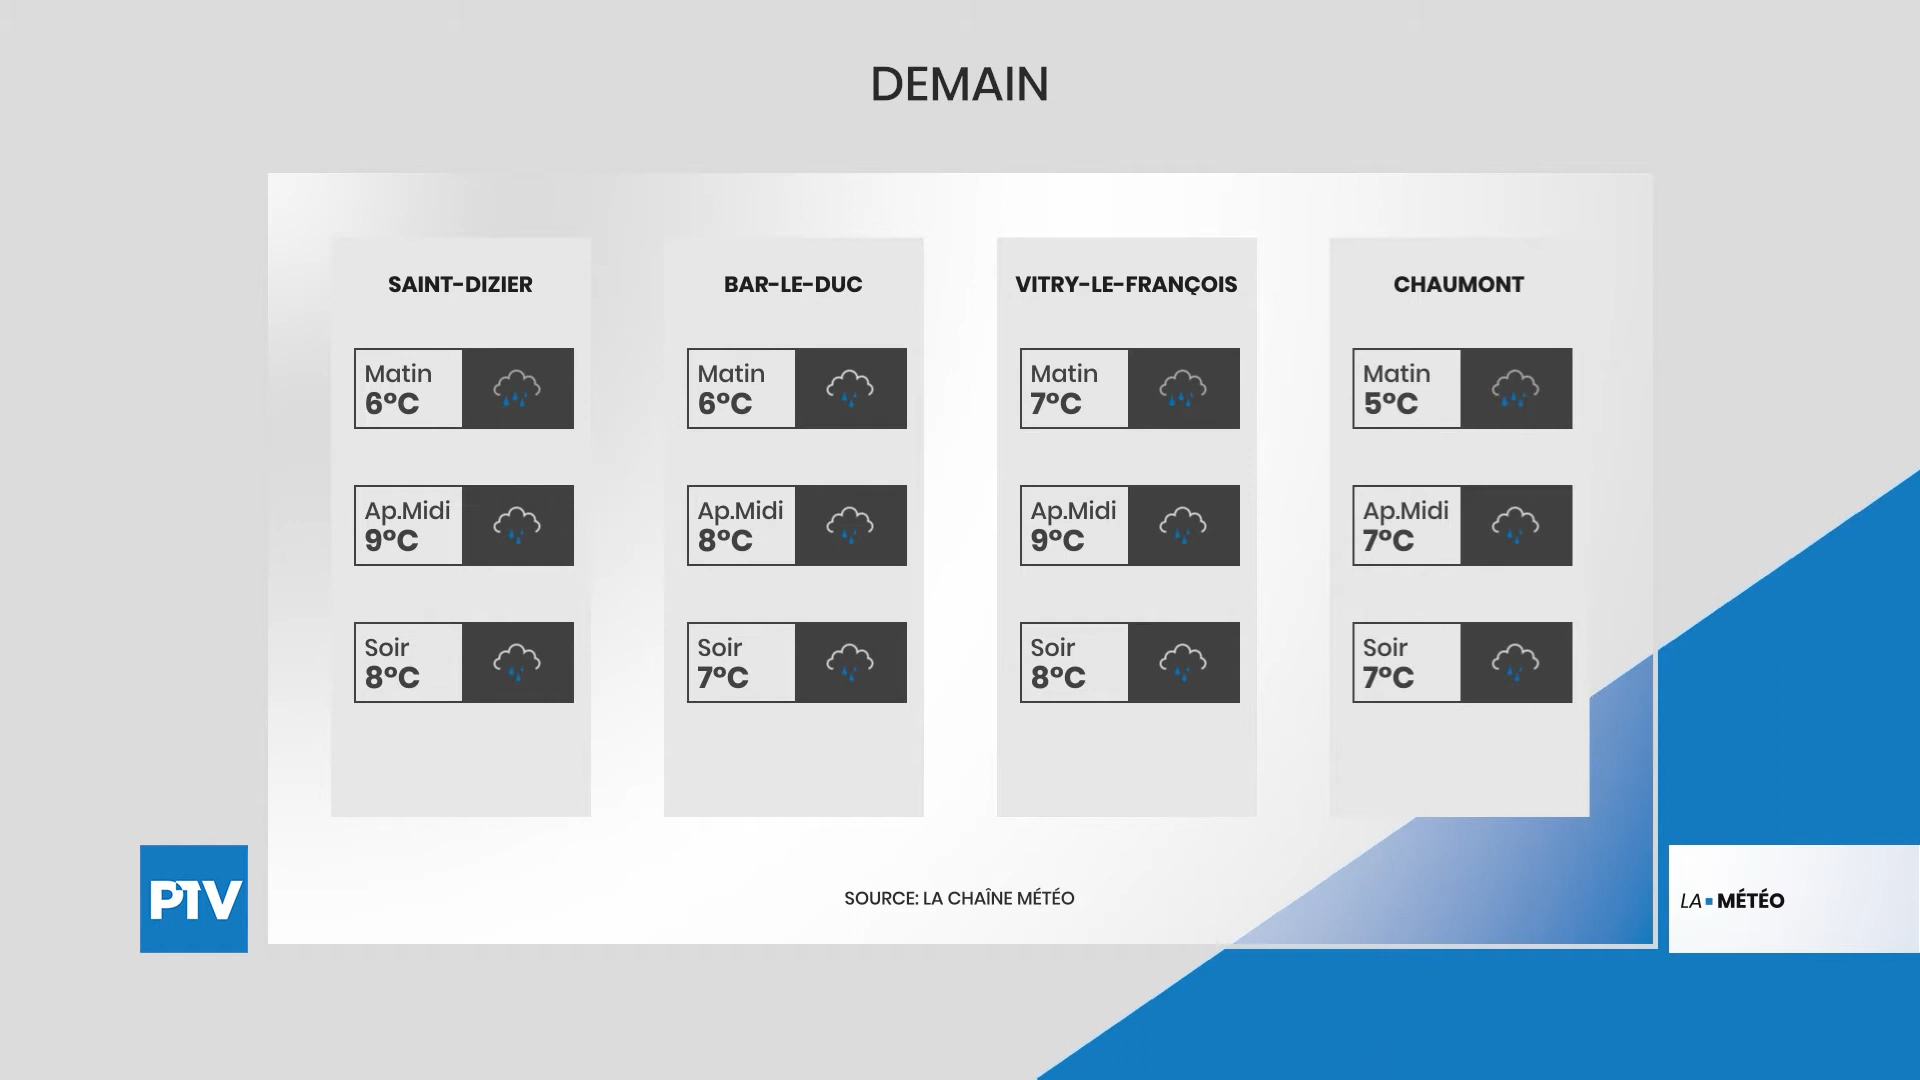 DEMAIN
SAINT-DIZIER
Matin
6°C
Ap.Midi
9°C
Soir
8°C
BAR-LE-DUC
Matin
6°C
Ap.Midi
8°C
Soir
7°C
VITRY-LE-FRANÇOIS
Matin
7°C
Ap.Midi
9°C
Soir
8°C
CHAUMONT
Matin
5°C
Ap.Midi
7°C
Soir
7°C
SOURCE: LA CHAÎNE MÉTÉO
PTV
LA MÉTÉO